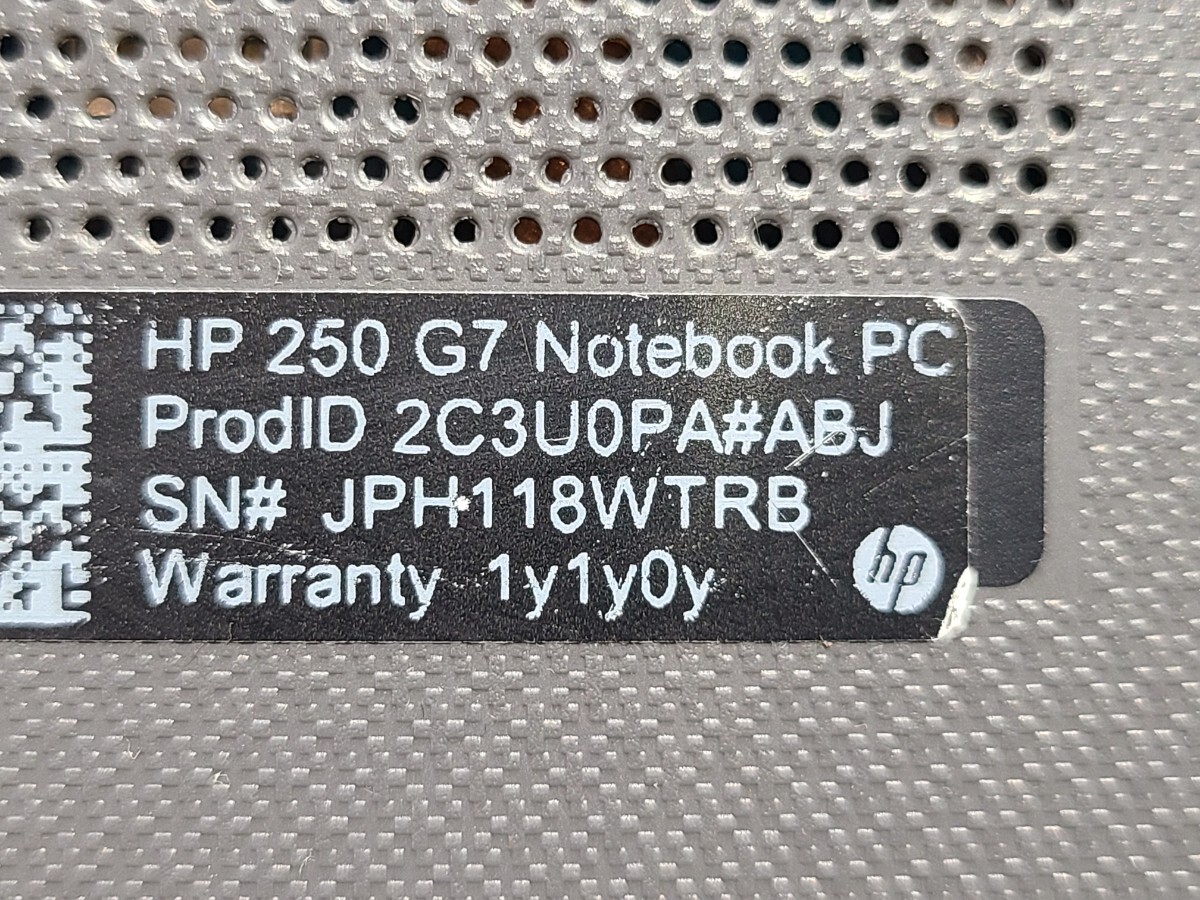 HP 250 G7 Notebook PC
ProdID 2C3U0PA#ABJ
SN# JPH118WTRB
Warranty 1y1y0y
hp